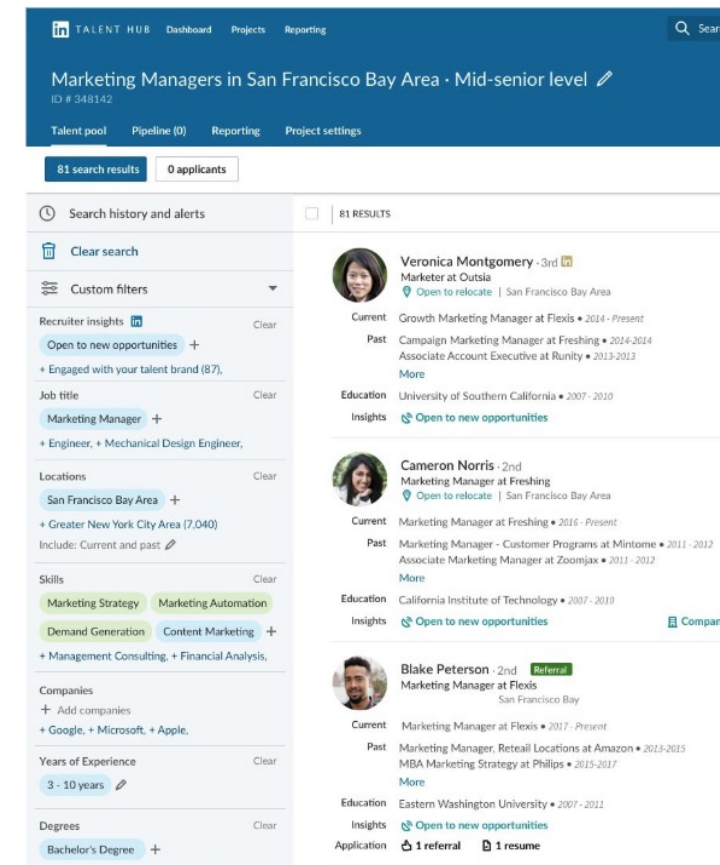 in TALENT HUB Dashboard Projects Reporting
Sear
Marketing Managers in San Francisco Bay Area · Mid-senior level
ID # 348142
Talent pool Pipeline (0) Reporting Project settings
81 search results 0 applicants
Search history and alerts
Clear search
Custom filters
Recruiter insights in Clear
Open to new opportunities +
+ Engaged with your talent brand (87),
Job title Clear
Marketing Manager +
+ Engineer, + Mechanical Design Engineer,
Locations Clear
San Francisco Bay Area +
+ Greater New York City Area (7,040)
Include: Current and past
Skills Clear
Marketing Strategy Marketing Automation
Demand Generation Content Marketing +
+ Management Consulting, + Financial Analysis,
Companies
+ Add companies
+ Google, + Microsoft, + Apple,
Years of Experience Clear
3 - 10 years
Degrees Clear
Bachelor's Degree +
81 RESULTS
Veronica Montgomery · 3rd in
Marketer at Outsia
Open to relocate | San Francisco Bay Area
Current Growth Marketing Manager at Flexis • 2014 - Present
Past Campaign Marketing Manager at Freshing • 2014-2014
Associate Account Executive at Runity • 2013-2013
More
Education University of Southern California • 2007 - 2010
Insights Open to new opportunities
Cameron Norris · 2nd
Marketing Manager at Freshing
Open to relocate | San Francisco Bay Area
Current Marketing Manager at Freshing • 2016 - Present
Past Marketing Manager - Customer Programs at Mintome • 2011 - 2012
Associate Marketing Manager at Zoomjax • 2011 - 2012
More
Education California Institute of Technology • 2007 - 2010
Insights Open to new opportunities Compan
Blake Peterson · 2nd Referral
Marketing Manager at Flexis
San Francisco Bay
Current Marketing Manager at Flexis • 2017 - Present
Past Marketing Manager, Reteail Locations at Amazon • 2013-2015
MBA Marketing Strategy at Philips • 2015-2017
More
Education Eastern Washington University • 2007 - 2011
Insights Open to new opportunities
Application 1 referral 1 resume